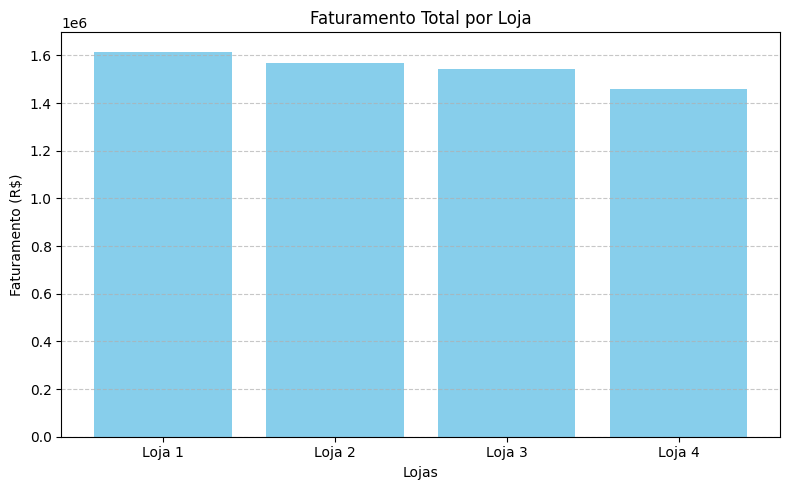 Faturamento Total por Loja
1e6
1.6
1.4
1.2
1.0
0.8
0.6
0.4
0.2
0.0
Faturamento (R$)
Loja 1 Loja 2 Loja 3 Loja 4
Lojas